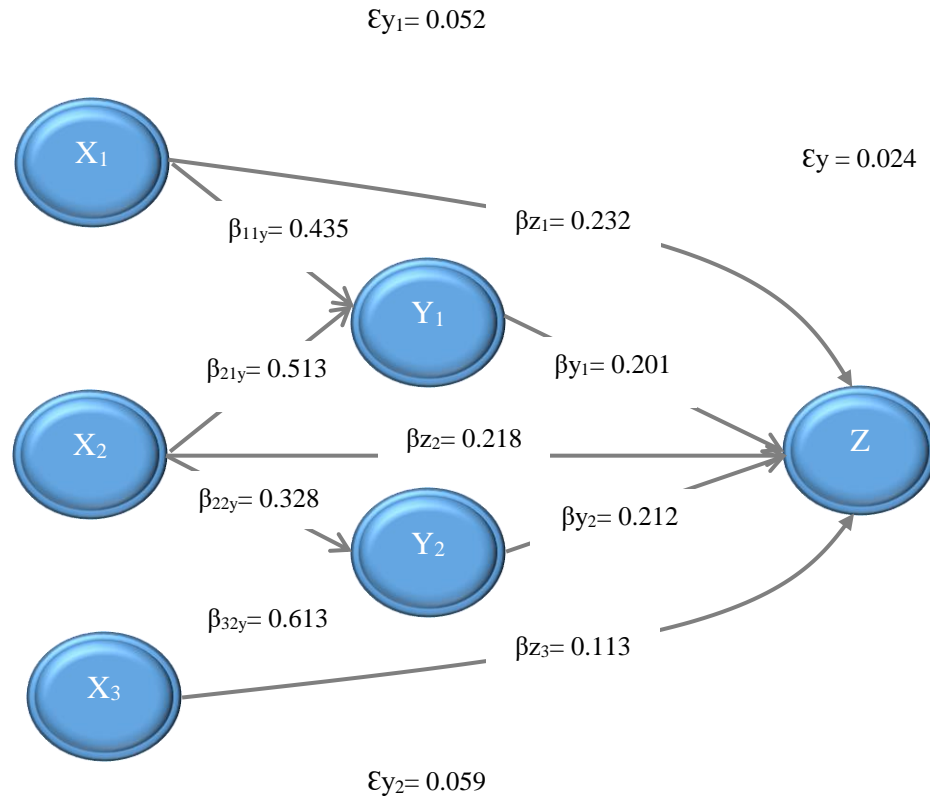 Ɛy₁= 0.052
X₁
Ɛy = 0.024
βz₁= 0.232
β₁₁y= 0.435
Y₁
β₂₁y= 0.513
βy₁= 0.201
X₂
βz₂= 0.218
Z
β₂₂y= 0.328
βy₂= 0.212
Y₂
β₃₂y= 0.613
βz₃= 0.113
X₃
Ɛy₂= 0.059